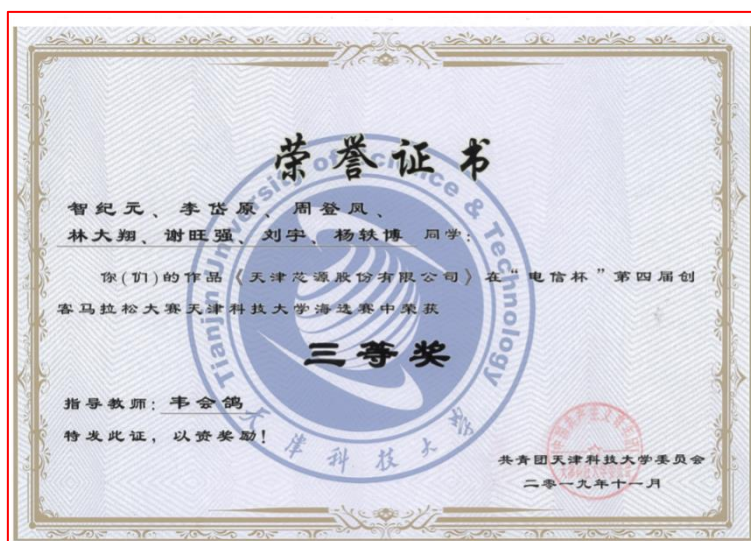 荣誉证书
Tianjin University of Science & Technology
智纪元、李岱原、周登凤、
林大翔、谢旺强、刘宇、杨轶博 同学:
你(们)的作品《天津芯源股份有限公司》在“电信杯”第四届创
客马拉松大赛天津科技大学海选赛中荣获
三等奖
指导教师: 韦会鸽
特发此证, 以资奖励!
天津科技大学
共青团天津科技大学委员会
二零一九年十一月